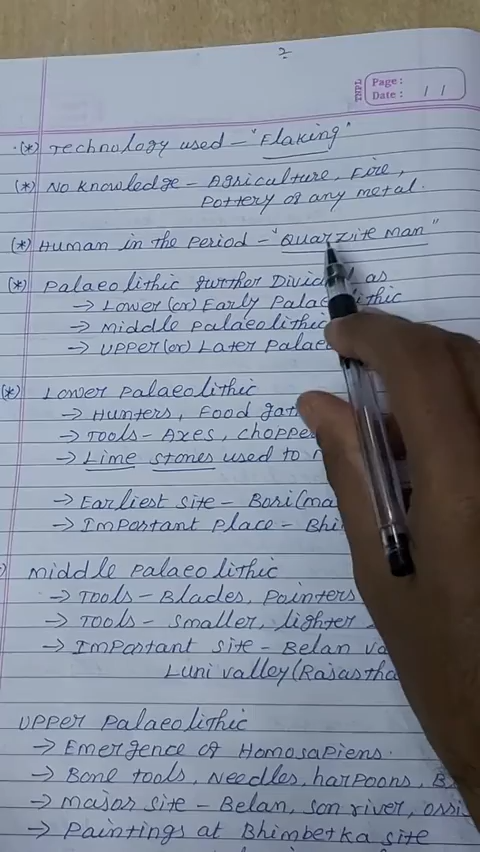 2
TNPL
Page:
Date: / /
(*) Technology used - "Flaking"
(*) No knowledge - Agriculture, Fire,
Pottery or any metal.
(*) Human in the Period - "Quarzite man"
(*) Palaeolithic further Divided as
→ Lower (or) Early Palaeolithic
→ Middle Palaeolithic
→ Upper (or) Later
(*) Lower Palaeolithic
→ Hunters, Food
→ Tools - Axes,
→ Lime stones used to
→ Earliest site - Bori
→ Important Place -
Middle Palaeolithic
→ Tools - Blades, Pointers
→ Tools - Smaller, lighter
→ Important site - Belan
Luni valley
Upper Palaeolithic
→ Emergence of Homosapiens.
→ Bone tools, Needles, harpoons,
→ Major site - Belan, Son river,
→ Paintings at Bhimbetka site